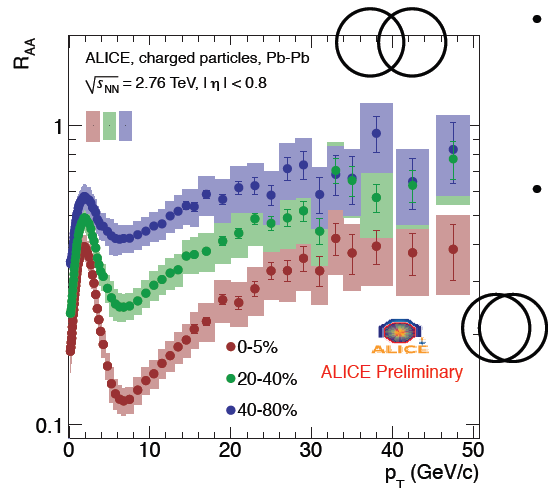 R_AA
ALICE, charged particles, Pb-Pb
√s_NN = 2.76 TeV, | η | < 0.8
1
0-5%
20-40%
40-80%
ALICE
ALICE Preliminary
0.1
0 10 20 30 40 50
p_T (GeV/c)